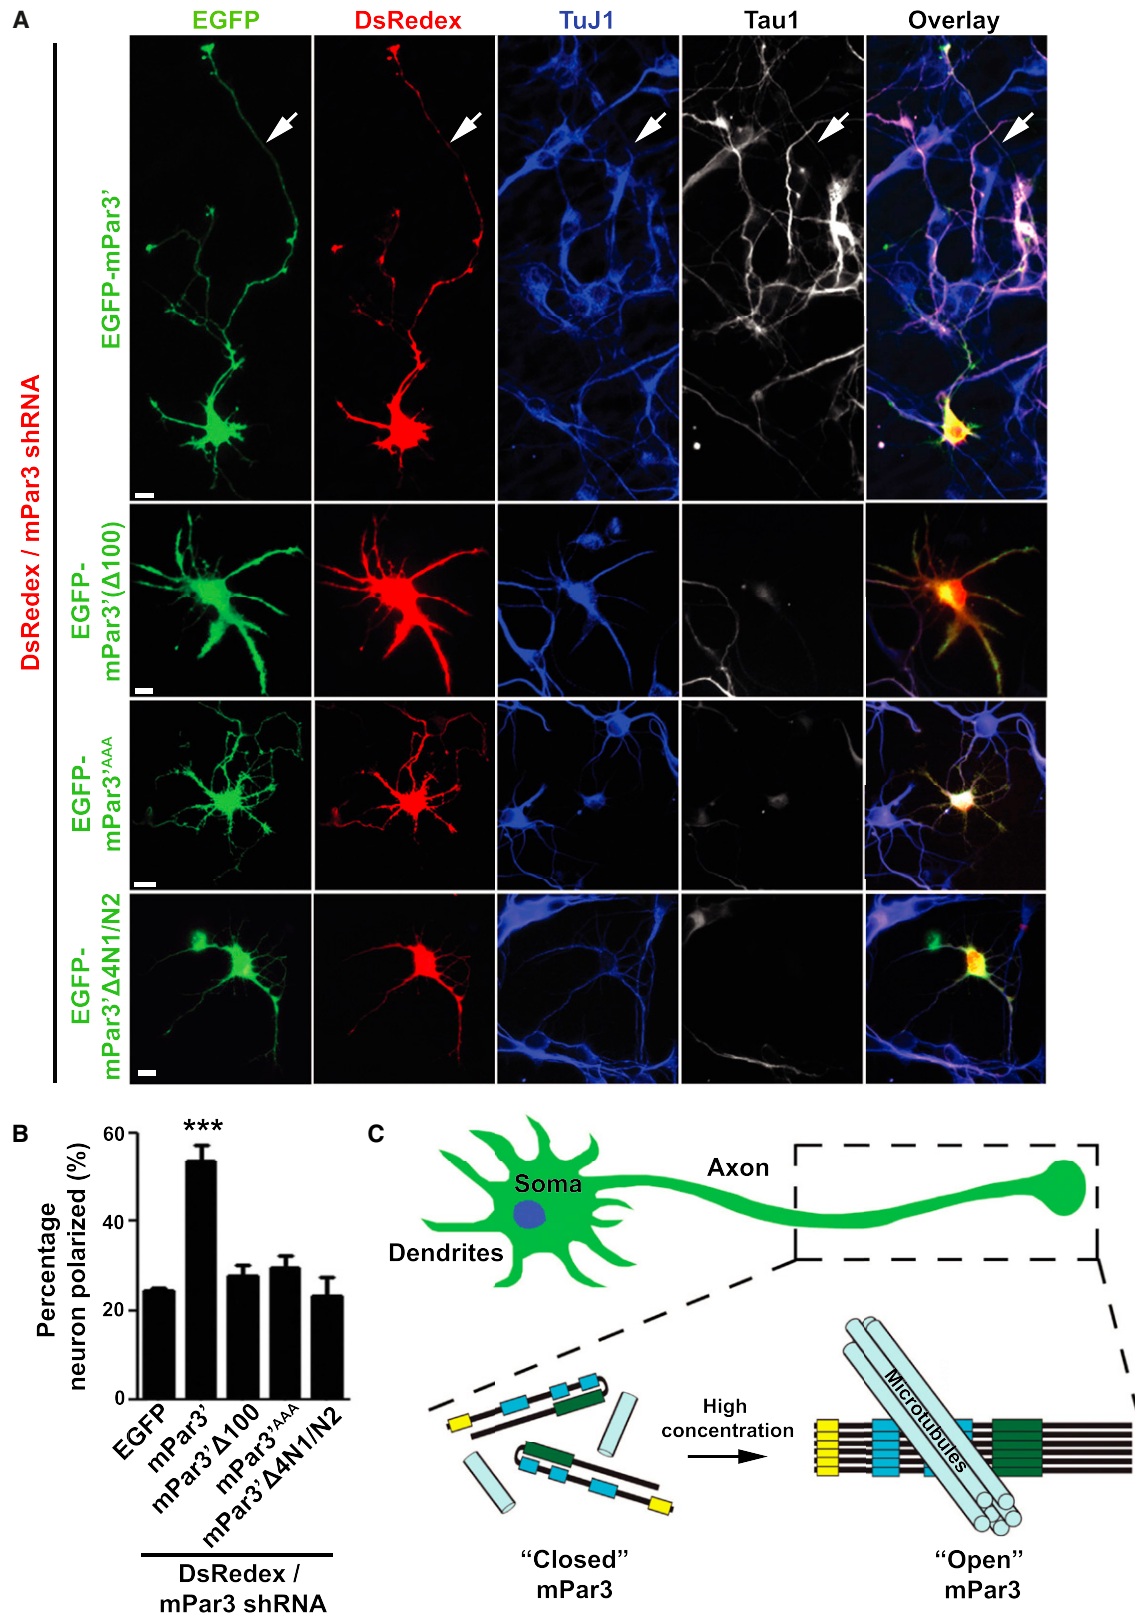 A
EGFP
DsRedex
TuJ1
Tau1
Overlay
DsRedex / mPar3 shRNA
EGFP-mPar3’
EGFP-
mPar3’(Δ100)
EGFP-
mPar3’AAA
EGFP-
mPar3’Δ4N1/N2
B
Percentage
neuron polarized (%)
60
40
20
0
***
EGFP
mPar3’
mPar3’Δ100
mPar3’AAA
mPar3’Δ4N1/N2
DsRedex /
mPar3 shRNA
C
Soma
Axon
Dendrites
High
concentration
Microtubules
“Closed”
mPar3
“Open”
mPar3